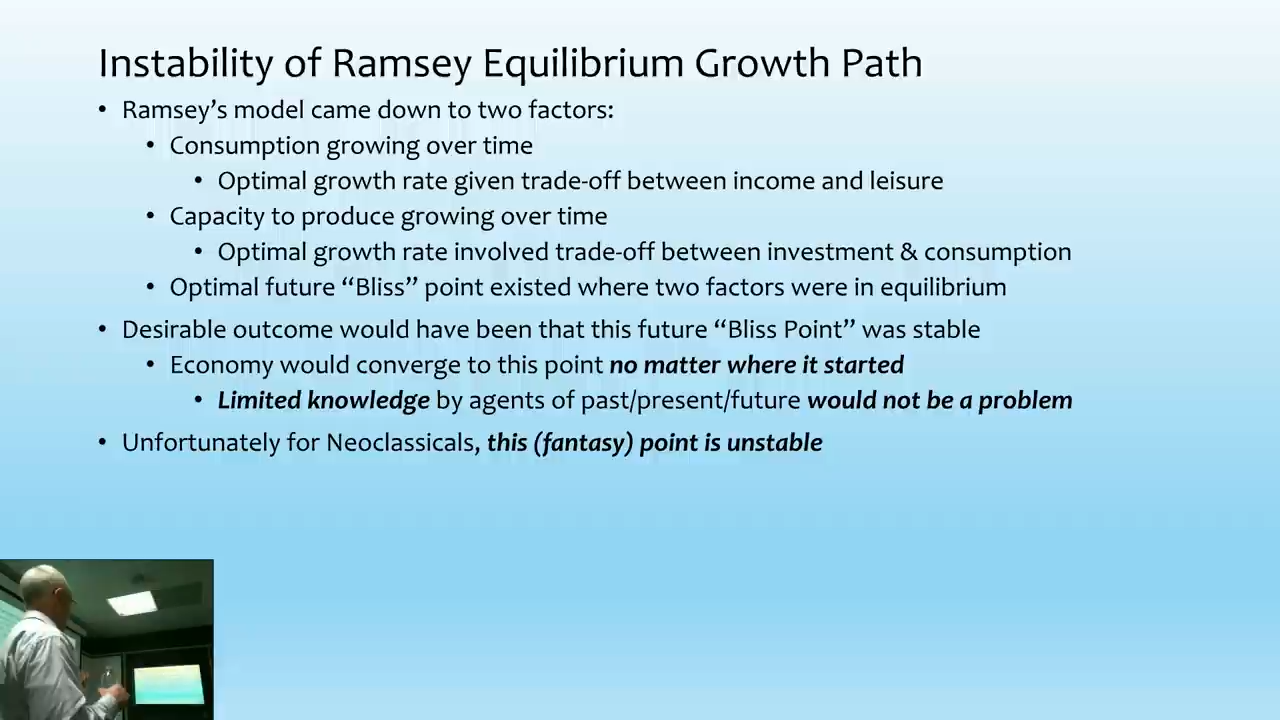 Instability of Ramsey Equilibrium Growth Path
• Ramsey’s model came down to two factors:
• Consumption growing over time
• Optimal growth rate given trade-off between income and leisure
• Capacity to produce growing over time
• Optimal growth rate involved trade-off between investment & consumption
• Optimal future “Bliss” point existed where two factors were in equilibrium
• Desirable outcome would have been that this future “Bliss Point” was stable
• Economy would converge to this point no matter where it started
• Limited knowledge by agents of past/present/future would not be a problem
• Unfortunately for Neoclassicals, this (fantasy) point is unstable